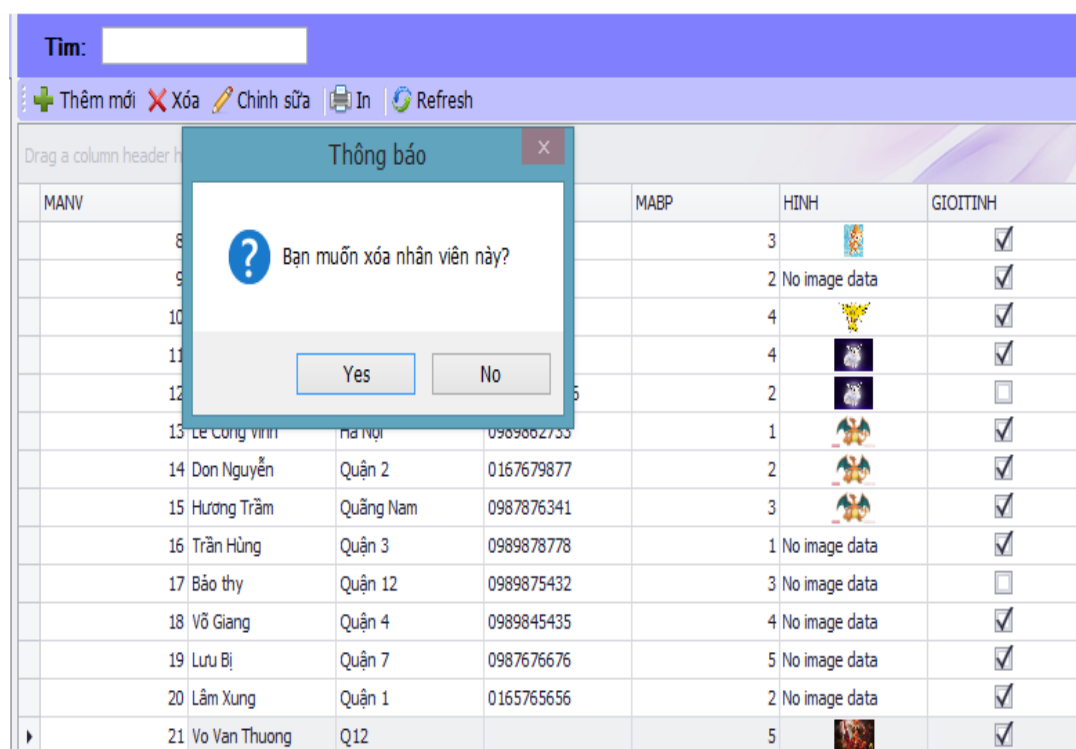 Tìm:
Thêm mới Xóa Chỉnh sửa In Refresh
Drag a column header h
Thông báo x
MANV MABP HINH GIOITINH
Bạn muốn xóa nhân viên này?
8 3
9 2 No image data
10 4
11 4
Yes No
12 5 2
13 Lê Công Vinh Hà Nội 0989862733 1
14 Don Nguyễn Quận 2 0167679877 2
15 Hương Trầm Quãng Nam 0987876341 3
16 Trần Hùng Quận 3 0989878778 1 No image data
17 Bảo thy Quận 12 0989875432 3 No image data
18 Võ Giang Quận 4 0989845435 4 No image data
19 Lưu Bị Quận 7 0987676676 5 No image data
20 Lâm Xung Quận 1 0165765656 2 No image data
21 Vo Van Thuong Q12 5